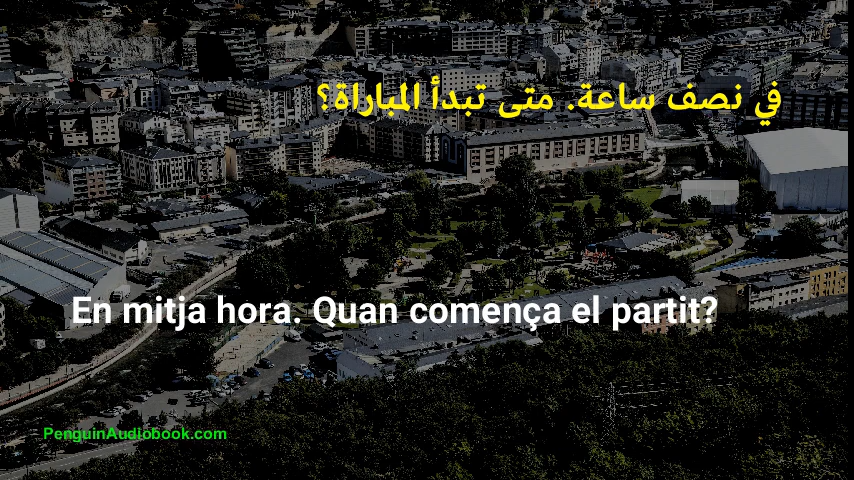 في نصف ساعة. متى تبدأ المباراة؟
En mitja hora. Quan comença el partit?
PenguinAudiobook.com